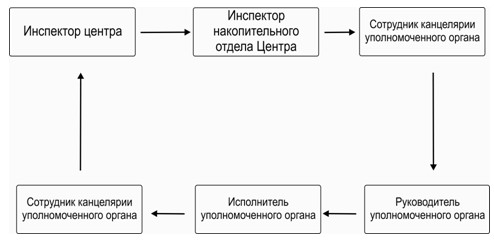 Инспектор центра
Инспектор
накопительного
отдела Центра
Сотрудник канцелярии
уполномоченного органа
Сотрудник канцелярии
уполномоченного органа
Исполнитель
уполномоченного органа
Руководитель
уполномоченного органа